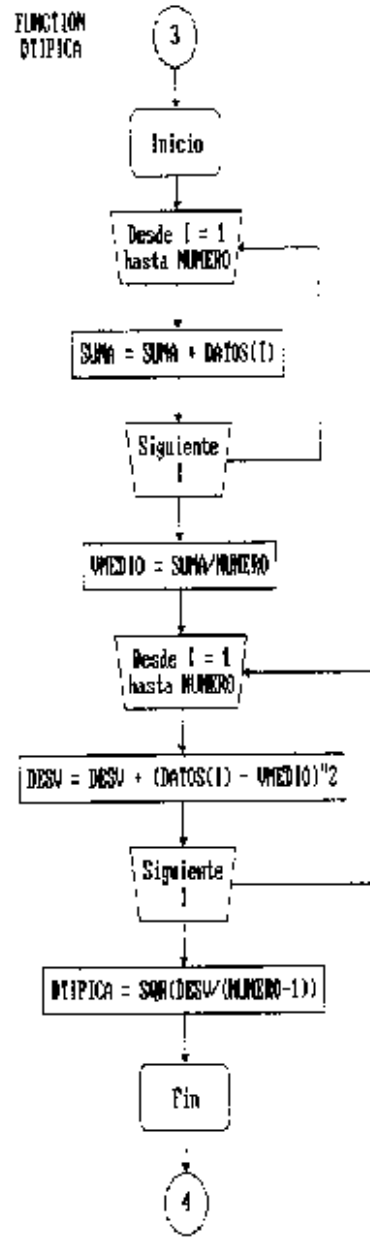 FUNCTION
DTIPICA
3
Inicio
Desde I = 1
hasta NUMERO
SUMA = SUMA + DATOS(I)
Siguiente
I
VMEDIO = SUMA/NUMERO
Desde I = 1
hasta NUMERO
DESV = DESV + (DATOS(I) - VMEDIO)^2
Siguiente
I
DTIPICA = SQR(DESV/(NUMERO-1))
Fin
4